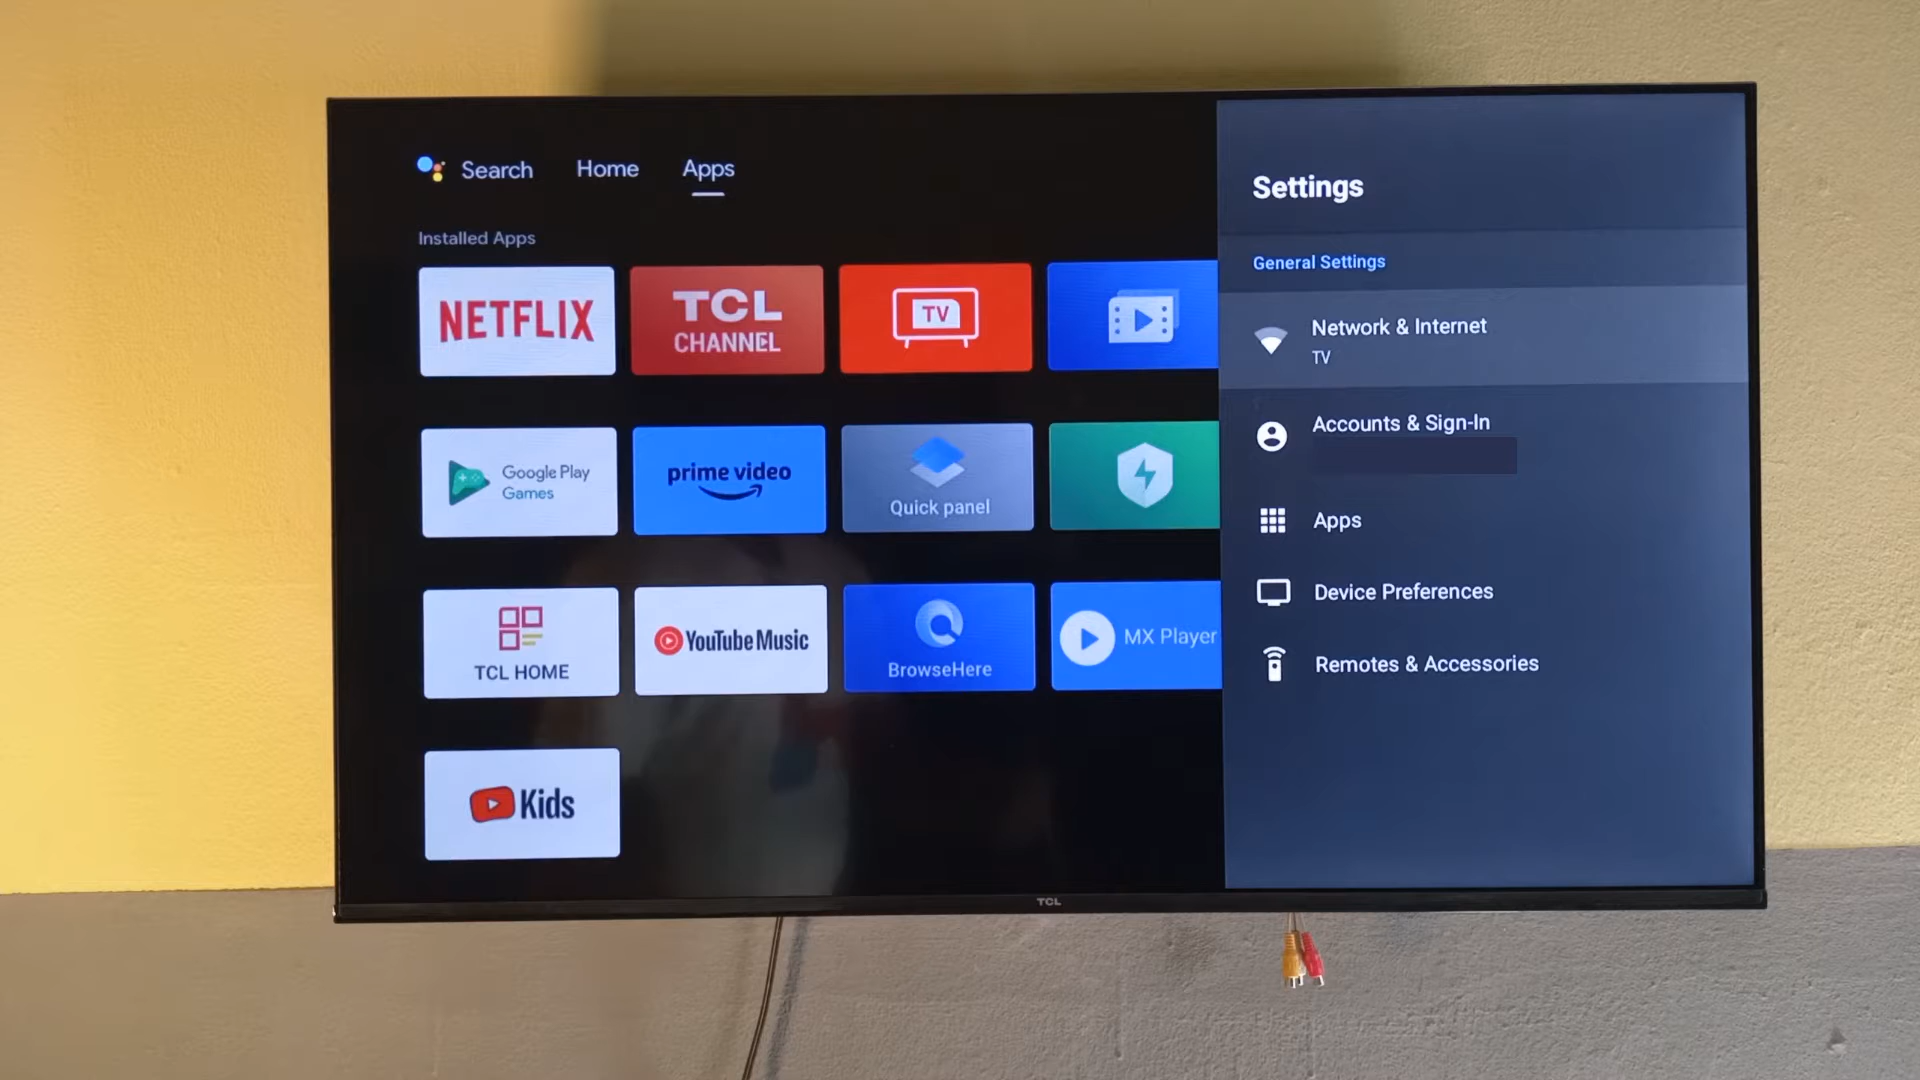 Search Home Apps
Installed Apps
NETFLIX
TCL
CHANNEL
TV
Google Play
Games
prime video
Quick panel
TCL HOME
YouTube Music
BrowseHere
MX Player
Kids
Settings
General Settings
Network & Internet
TV
Accounts & Sign-In
Apps
Device Preferences
Remotes & Accessories
TCL